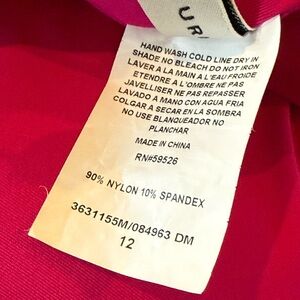 UR
HAND WASH COLD LINE DRY IN
SHADE NO BLEACH DO NOT IRON
LAVER A LA MAIN A L'EAU FROIDE
ETENDRE A L'OMBRE NE PAS
JAVELLISER NE PAS REPASSER
LAVADO A MANO CON AGUA FRIA
COLGAR A SECAR EN LA SOMBRA
NO USE BLANQUEADOR NO
PLANCHAR
MADE IN CHINA
RN#59526
90% NYLON 10% SPANDEX
3631155M/084963 DM
12